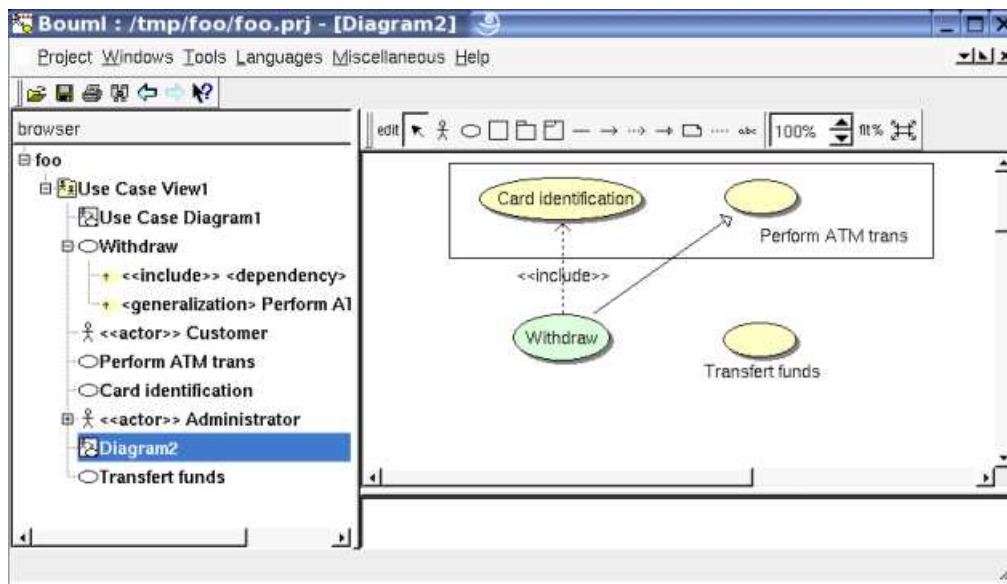 Bouml : /tmp/foo/foo.prj - [Diagram2]
Project Windows Tools Languages Miscellaneous Help
browser
edit
abc
100%
fit%
foo
Use Case View1
Use Case Diagram1
Withdraw
<<include>> <dependency>
<generalization> Perform AT
<<actor>> Customer
Perform ATM trans
Card identification
<<actor>> Administrator
Diagram2
Transfert funds
Card identification
Perform ATM trans
<<include>>
Withdraw
Transfert funds